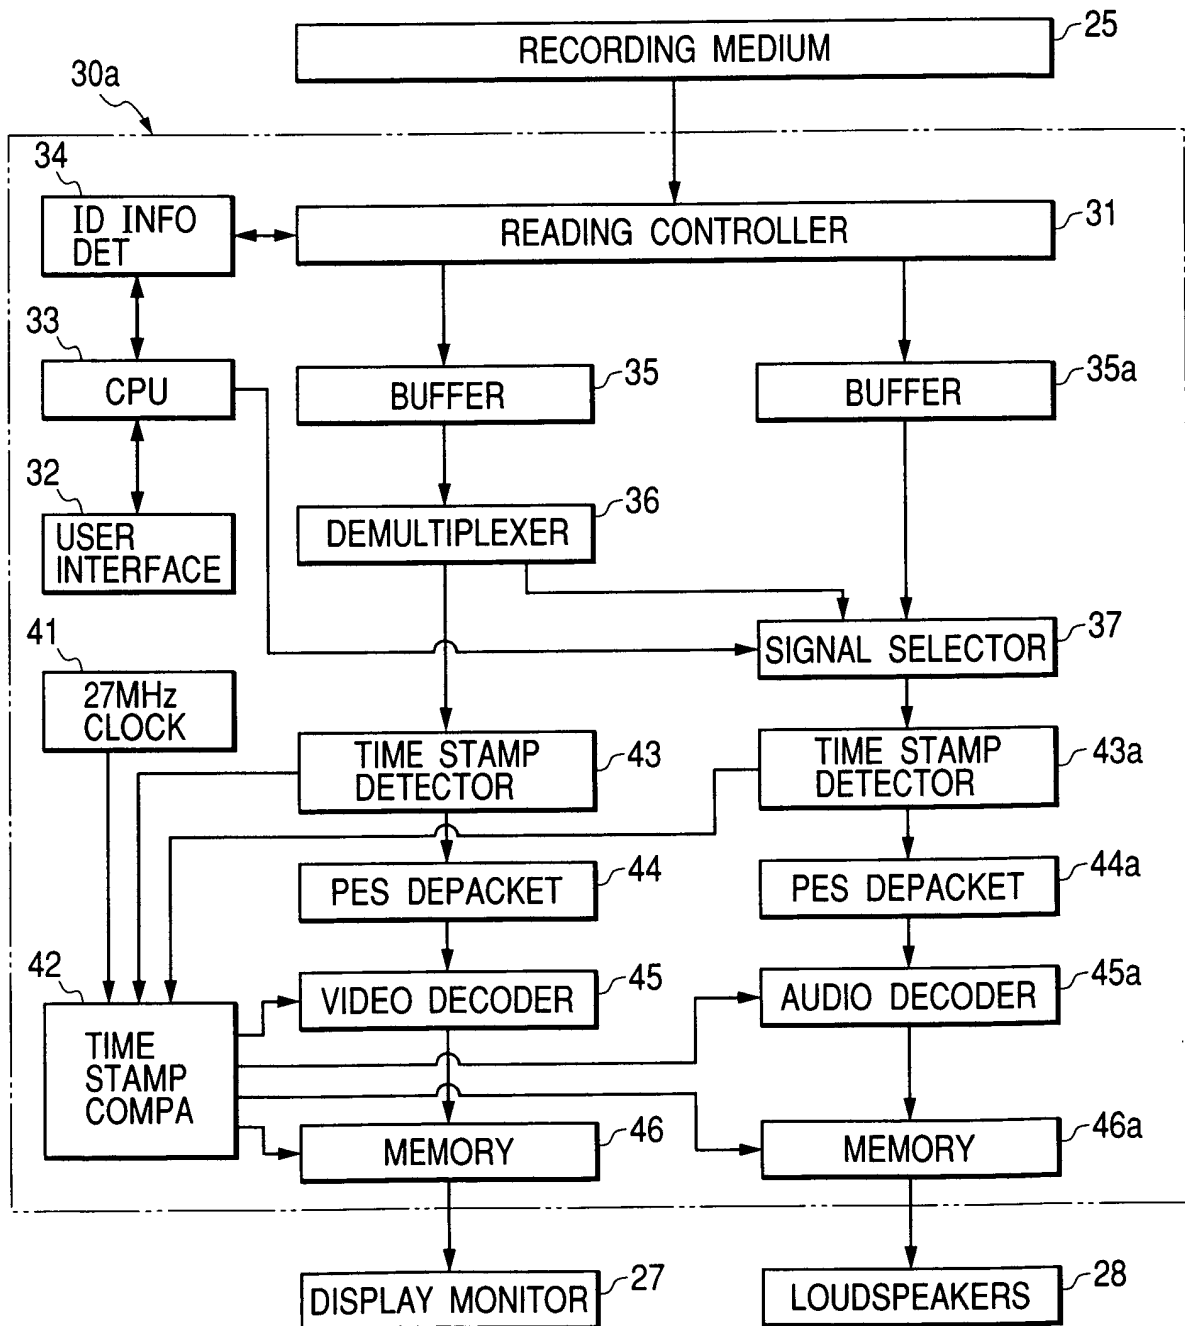 25
RECORDING MEDIUM
30a
34
ID INFO
DET
31
READING CONTROLLER
33
CPU
35
BUFFER
35a
BUFFER
32
USER
INTERFACE
36
DEMULTIPLEXER
37
SIGNAL SELECTOR
41
27MHz
CLOCK
43
TIME STAMP
DETECTOR
43a
TIME STAMP
DETECTOR
44
PES DEPACKET
44a
PES DEPACKET
42
TIME
STAMP
COMPA
45
VIDEO DECODER
45a
AUDIO DECODER
46
MEMORY
46a
MEMORY
27
DISPLAY MONITOR
28
LOUDSPEAKERS